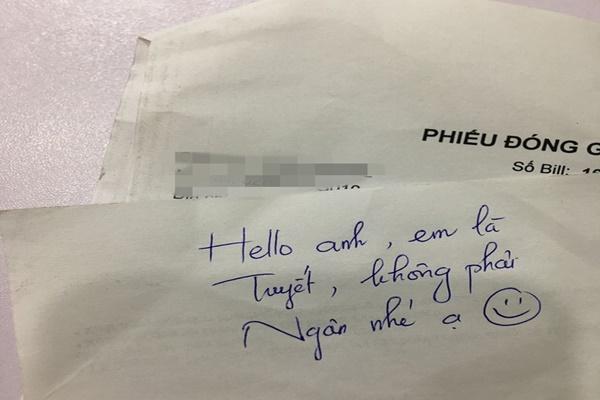 PHIẾU ĐÓNG G
Số Bill:
Hello anh, em là
Tuyết, không phải
Ngân nhé ạ